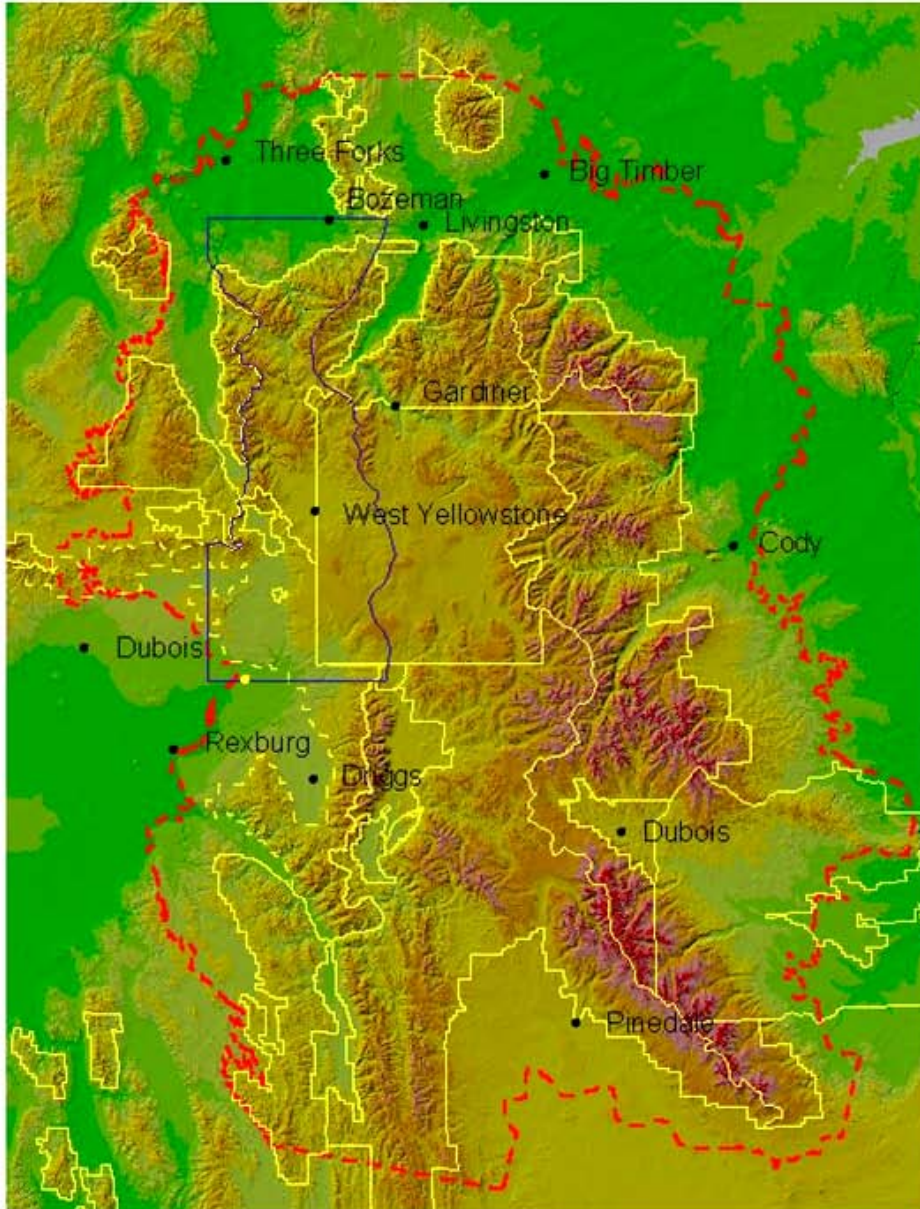 Three Forks
Big Timber
Bozeman
Livingston
Gardiner
West Yellowstone
Cody
Dubois
Rexburg
Driggs
Dubois
Pinedale